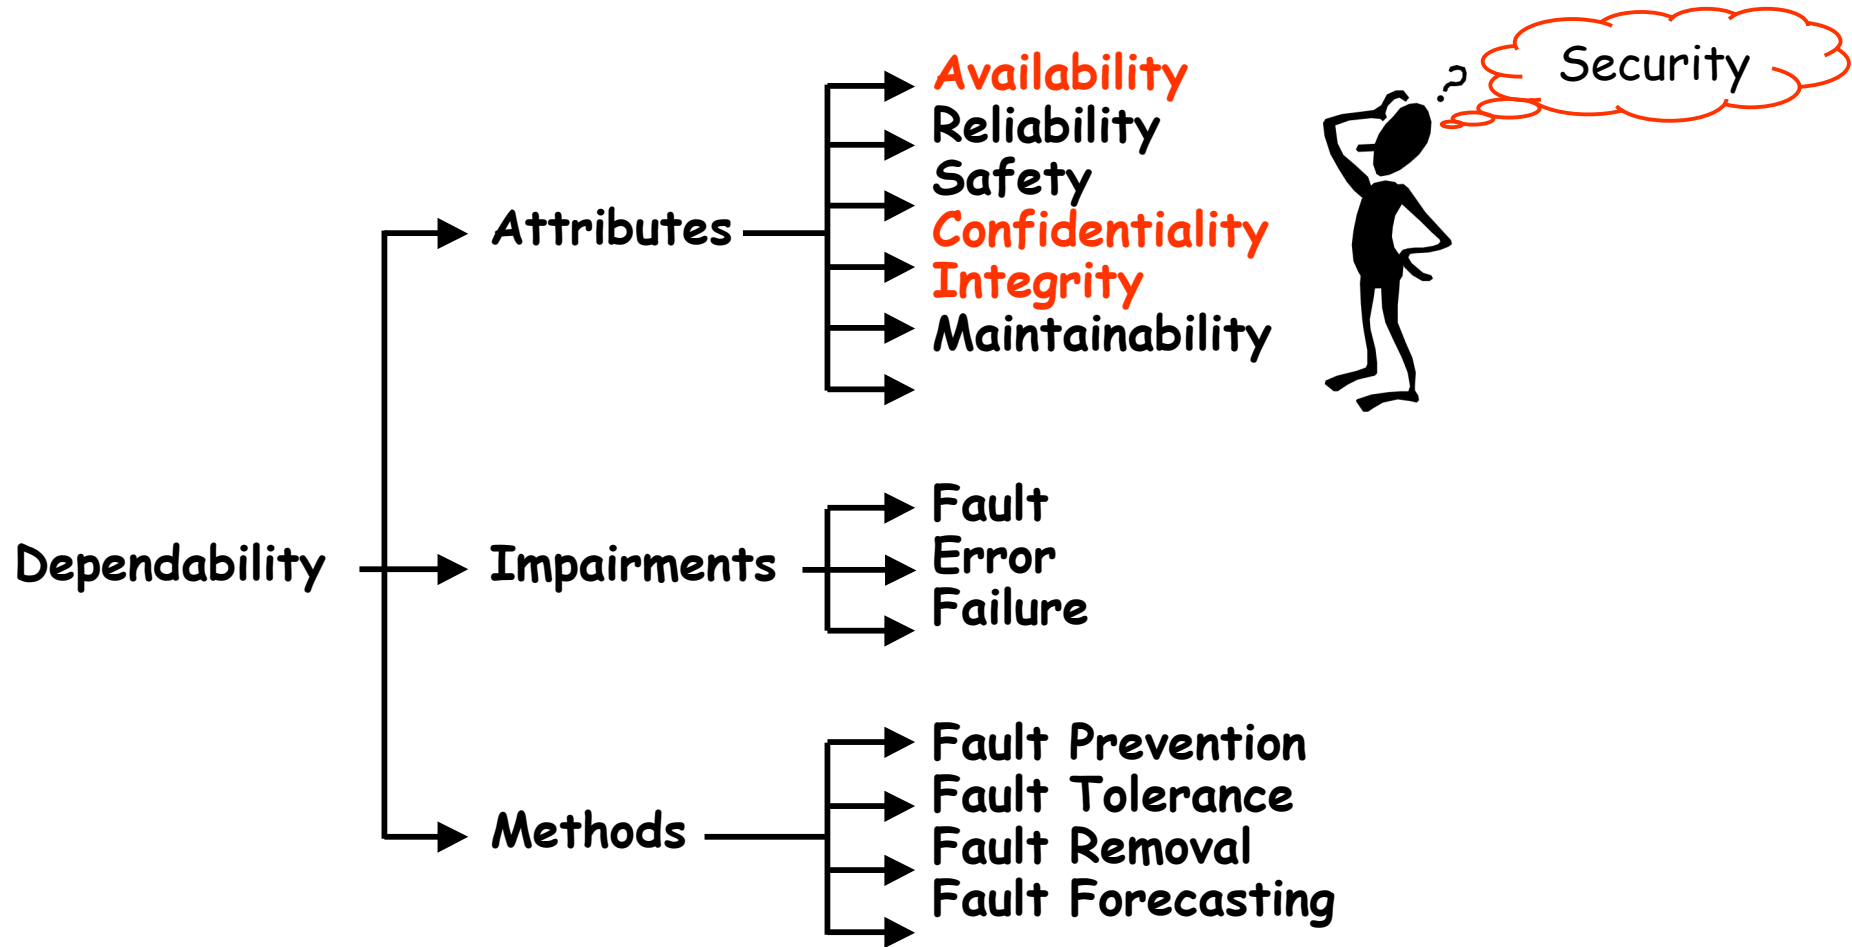 Security
?
Availability
Reliability
Safety
Attributes
Confidentiality
Integrity
Maintainability
Fault
Error
Dependability
Impairments
Failure
Fault Prevention
Fault Tolerance
Methods
Fault Removal
Fault Forecasting